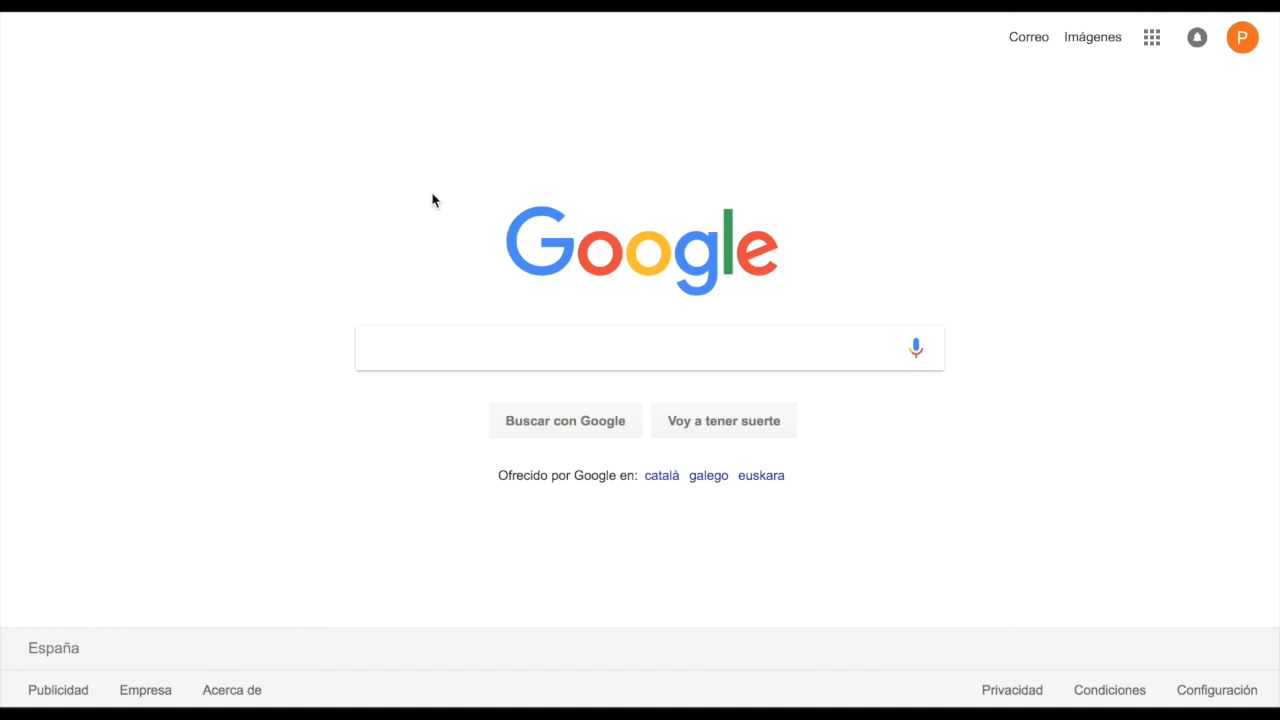 Correo Imágenes P
Google
Buscar con Google Voy a tener suerte
Ofrecido por Google en: català galego euskara
España
Publicidad Empresa Acerca de Privacidad Condiciones Configuración